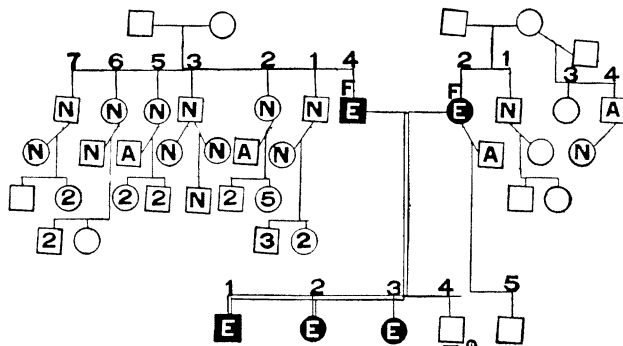 7 6 5 3 2 1 4 2 1 3 4
F F
N N N N N N E E N A
N N A N N A N A N
2 2 2 N 2 5
2 3 2
1 2 3 4 5
E E E